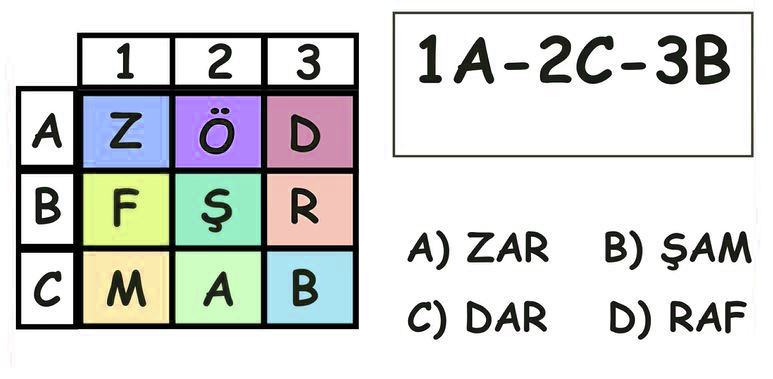 1 2 3
A Z Ö D
B F Ş R
C M A B
1A-2C-3B
A) ZAR B) ŞAM
C) DAR D) RAF